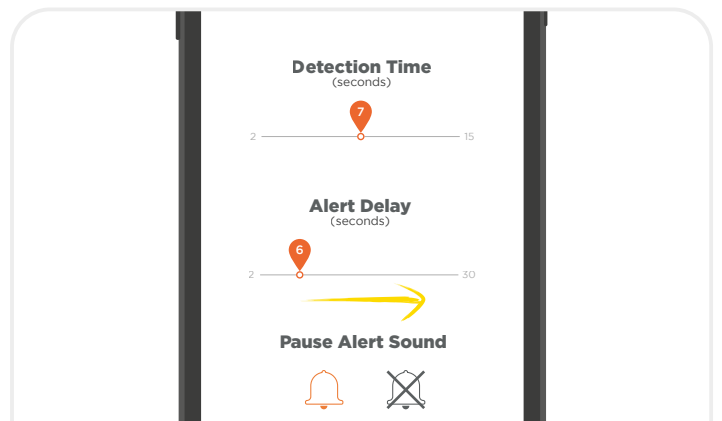 Detection Time
(seconds)
7
2 15
Alert Delay
(seconds)
6
2 30
Pause Alert Sound